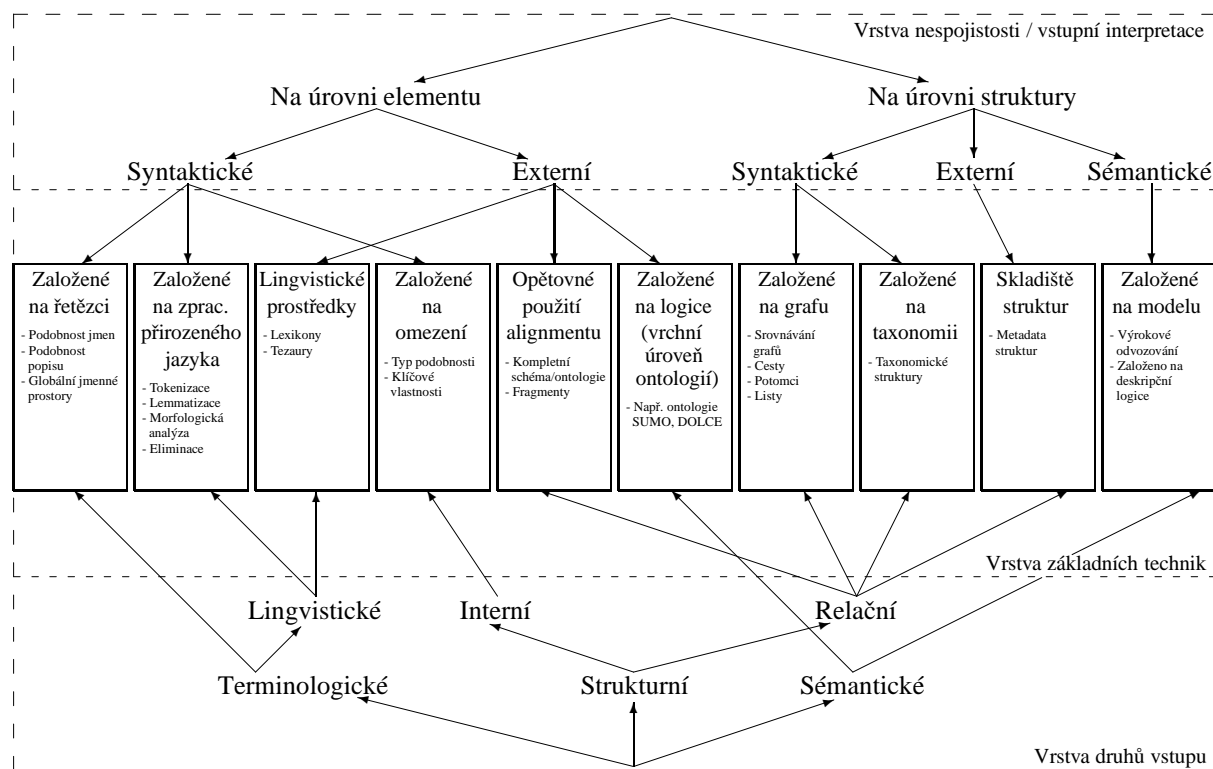 Vrstva nespojistosti / vstupní interpretace
Na úrovni elementu
Na úrovni struktury
Syntaktické
Externí
Syntaktické
Externí
Sémantické
Založené
na řetězci
- Podobnost jmen
- Podobnost
popisu
- Globální jmenné
prostory
Založené
na zprac.
přirozeného
jazyka
- Tokenizace
- Lemmatizace
- Morfologická
analýza
- Eliminace
Lingvistické
prostředky
- Lexikony
- Tezaury
Založené
na
omezení
- Typ podobnosti
- Klíčové
vlastnosti
Opětovné
použití
alignmentu
- Kompletní
schéma/ontologie
- Fragmenty
Založené
na logice
(vrchní
úroveň
ontologií)
- Např. ontologie
SUMO, DOLCE
Založené
na grafu
- Srovnávání
grafů
- Cesty
- Potomci
- Listy
Založené
na
taxonomii
- Taxonomické
struktury
Skladiště
struktur
- Metadata
struktur
Založené
na modelu
- Výrokové
odvozování
- Založeno na
deskripční
logice
Vrstva základních technik
Lingvistické
Interní
Relační
Terminologické
Strukturní
Sémantické
Vrstva druhů vstupu